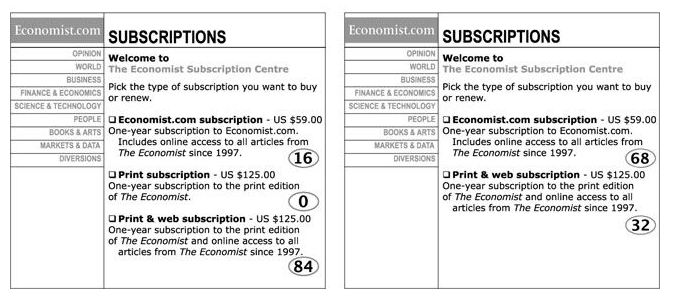 Economist.com
SUBSCRIPTIONS
OPINION
WORLD
BUSINESS
FINANCE & ECONOMICS
SCIENCE & TECHNOLOGY
PEOPLE
BOOKS & ARTS
MARKETS & DATA
DIVERSIONS
Welcome to
The Economist Subscription Centre
Pick the type of subscription you want to buy
or renew.
❑ Economist.com subscription - US $59.00
One-year subscription to Economist.com.
Includes online access to all articles from
The Economist since 1997.
16
❑ Print subscription - US $125.00
One-year subscription to the print edition
of The Economist.
0
❑ Print & web subscription - US $125.00
One-year subscription to the print edition
of The Economist and online access to all
articles from The Economist since 1997.
84
Economist.com
SUBSCRIPTIONS
OPINION
WORLD
BUSINESS
FINANCE & ECONOMICS
SCIENCE & TECHNOLOGY
PEOPLE
BOOKS & ARTS
MARKETS & DATA
DIVERSIONS
Welcome to
The Economist Subscription Centre
Pick the type of subscription you want to buy
or renew.
❑ Economist.com subscription - US $59.00
One-year subscription to Economist.com.
Includes online access to all articles from
The Economist since 1997.
68
❑ Print & web subscription - US $125.00
One-year subscription to the print edition
of The Economist and online access to all
articles from The Economist since 1997.
32